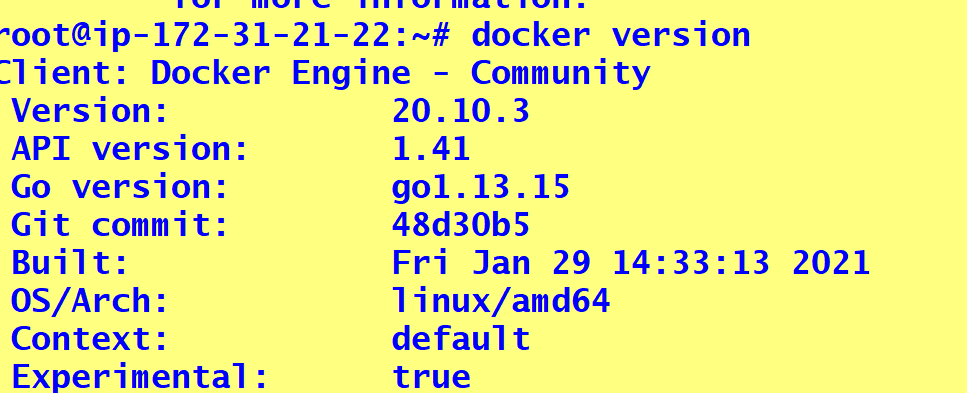 for more information.
root@ip-172-31-21-22:~# docker version
Client: Docker Engine - Community
Version: 20.10.3
API version: 1.41
Go version: go1.13.15
Git commit: 48d30b5
Built: Fri Jan 29 14:33:13 2021
OS/Arch: linux/amd64
Context: default
Experimental: true